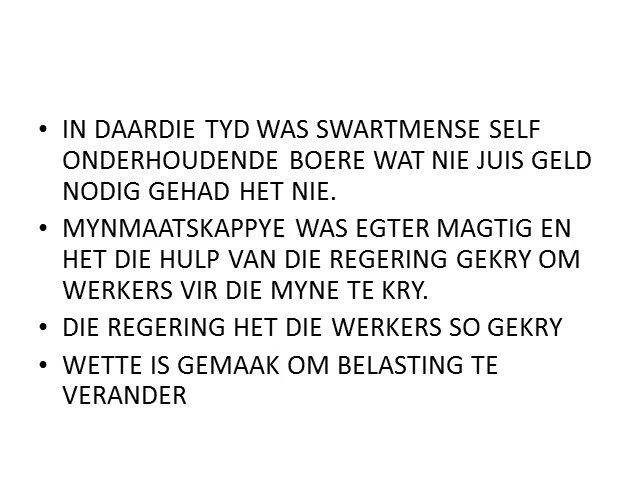 • IN DAARDIE TYD WAS SWARTMENSE SELF
ONDERHOUDENDE BOERE WAT NIE JUIS GELD
NODIG GEHAD HET NIE.
• MYNMAATSKAPPYE WAS EGTER MAGTIG EN
HET DIE HULP VAN DIE REGERING GEKRY OM
WERKERS VIR DIE MYNE TE KRY.
• DIE REGERING HET DIE WERKERS SO GEKRY
• WETTE IS GEMAAK OM BELASTING TE
VERANDER